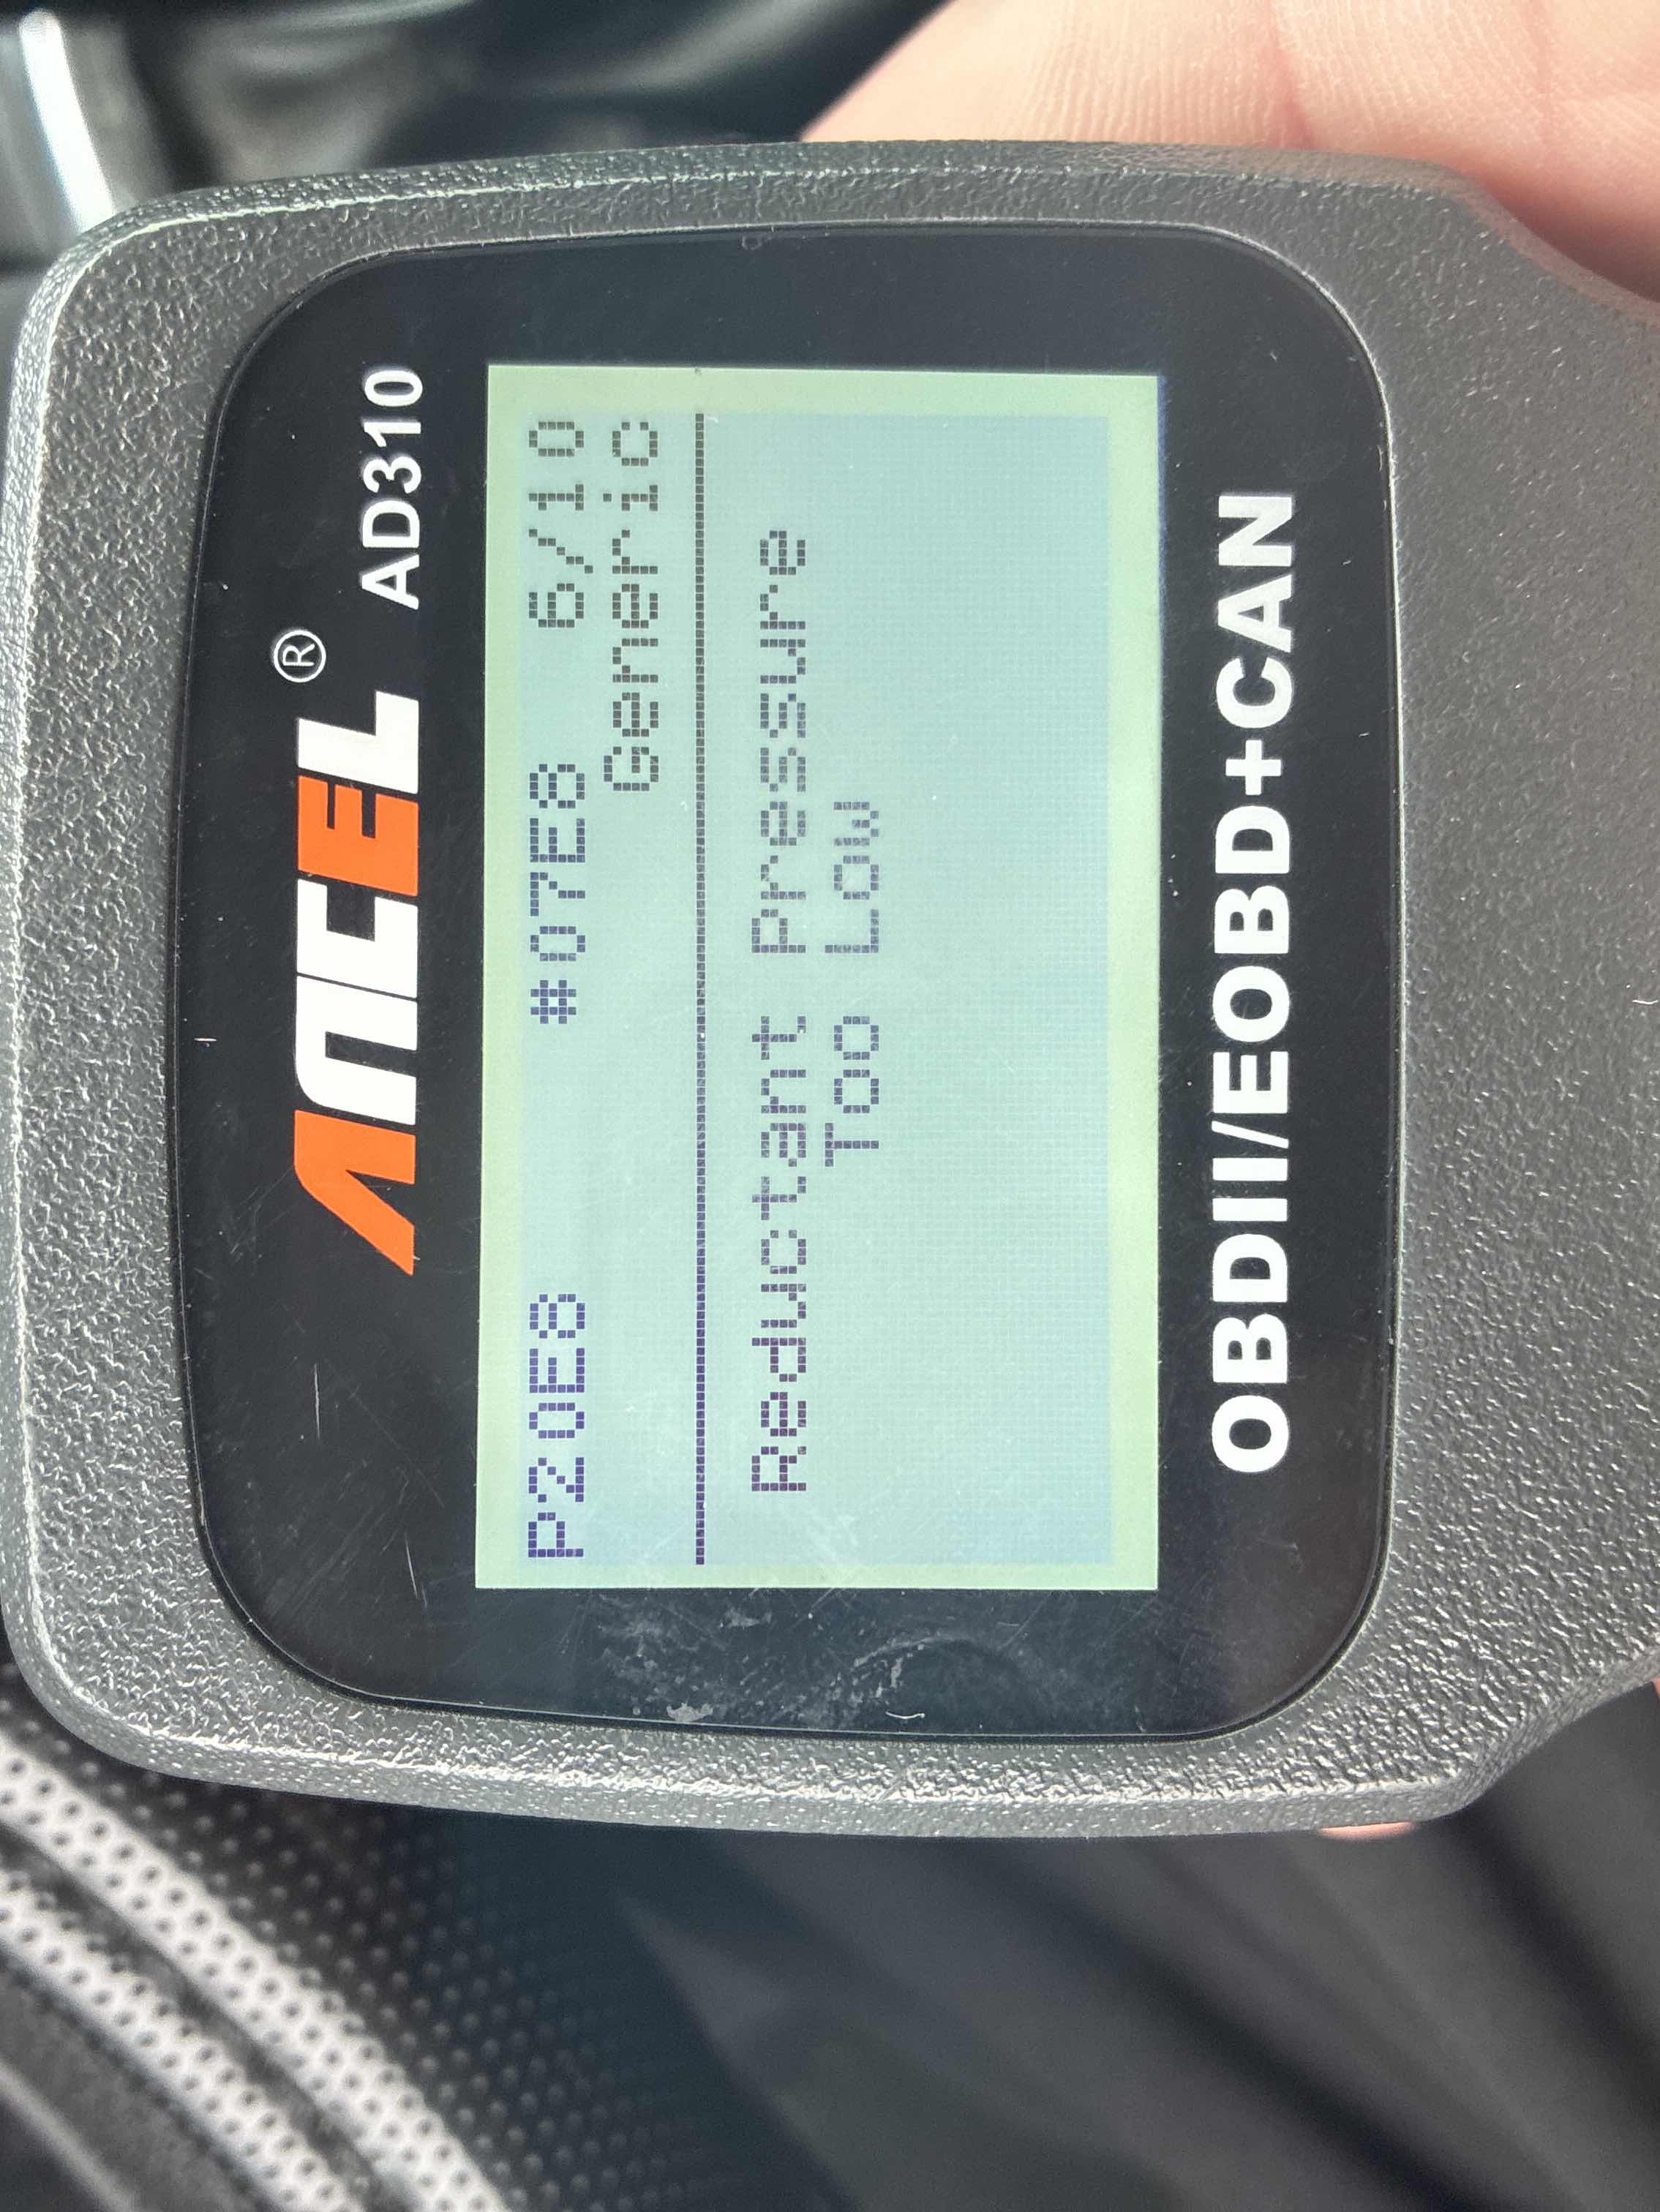 ANCEL® AD310
P20E8 #07E8 6/10
Generic
Reductant Pressure
Too Low
OBDII/EOBD+CAN